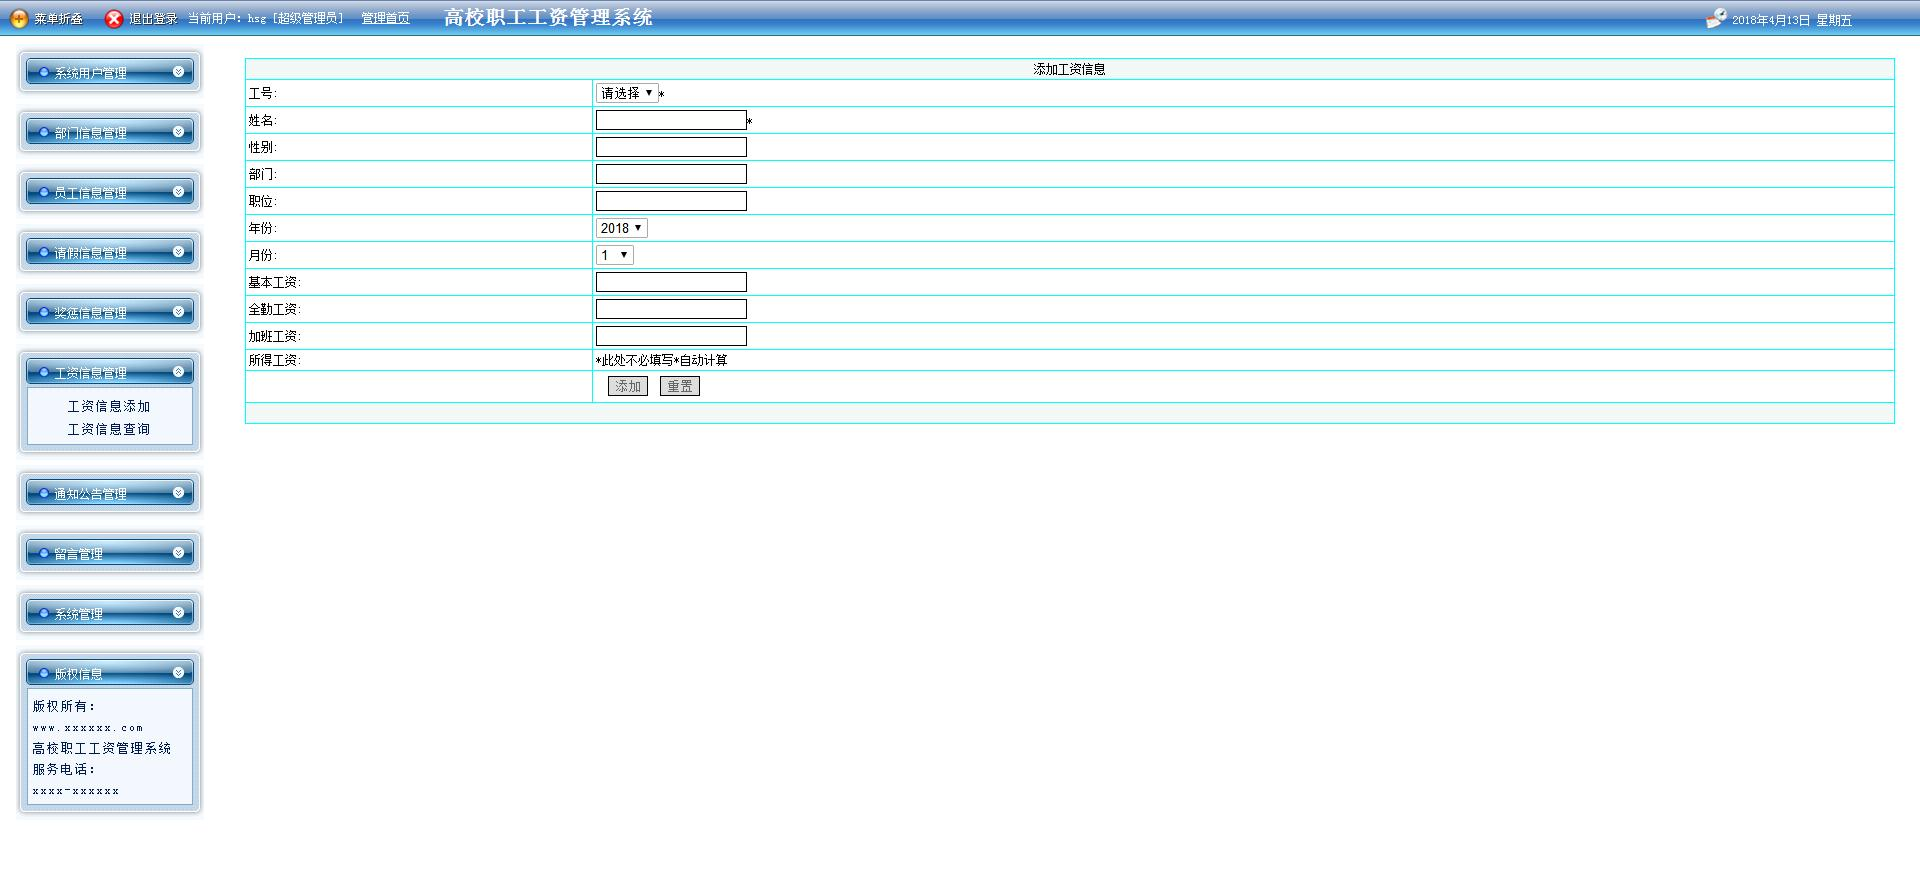 菜单折叠 退出登录 当前用户: hsg [超级管理员] 管理首页 高校职工工资管理系统 2018年4月13日 星期五
系统用户管理
部门信息管理
员工信息管理
请假信息管理
奖惩信息管理
工资信息管理
工资信息添加
工资信息查询
通知公告管理
留言管理
系统管理
版权信息
版权所有:
www.xxxxxx.com
高校职工工资管理系统
服务电话:
xxxx-xxxxxx
添加工资信息
工号: 请选择 *
姓名: *
性别:
部门:
职位:
年份: 2018
月份: 1
基本工资:
全勤工资:
加班工资:
所得工资: *此处不必填写*自动计算
添加 重置